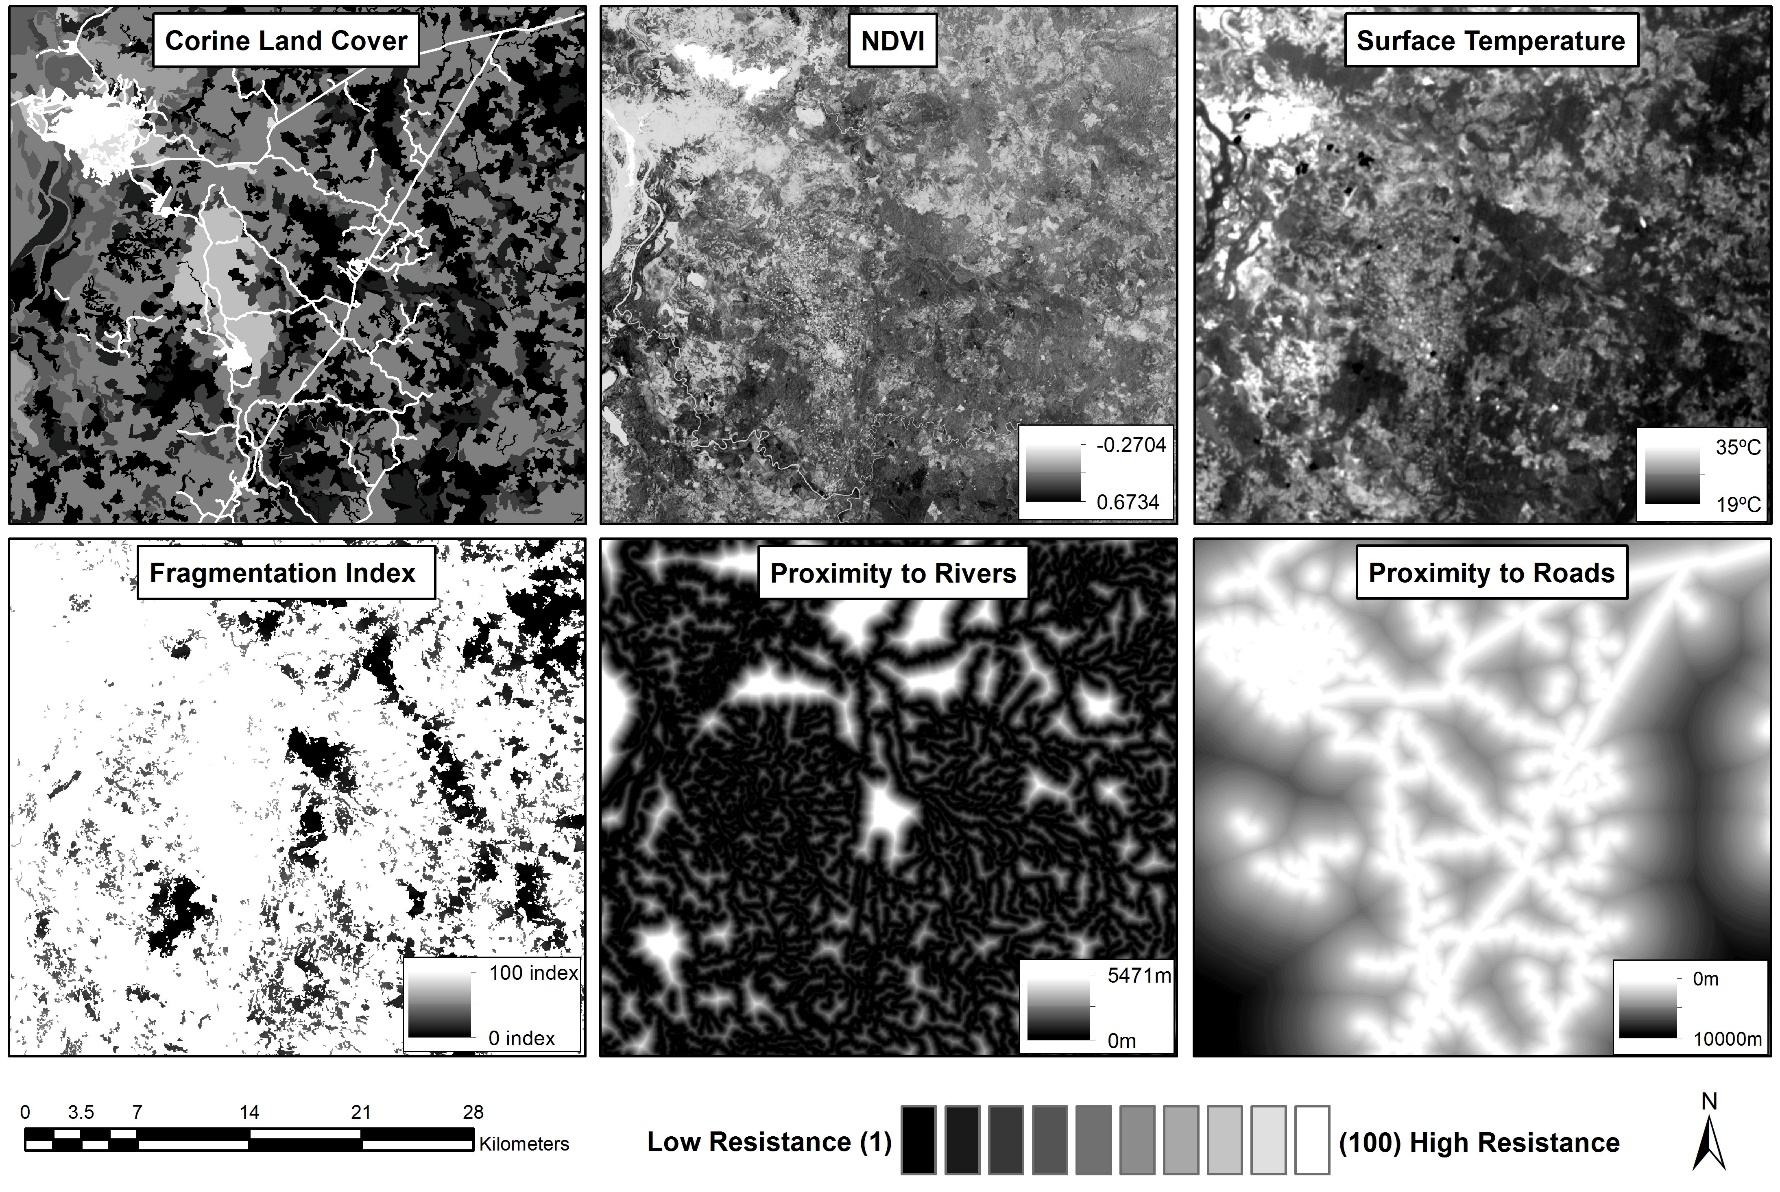 Corine Land Cover
NDVI
-0.2704
0.6734
Surface Temperature
35ºC
19ºC
Fragmentation Index
100 index
0 index
Proximity to Rivers
5471m
0m
Proximity to Roads
0m
10000m
0 3.5 7 14 21 28
Kilometers
Low Resistance (1)
(100) High Resistance
N